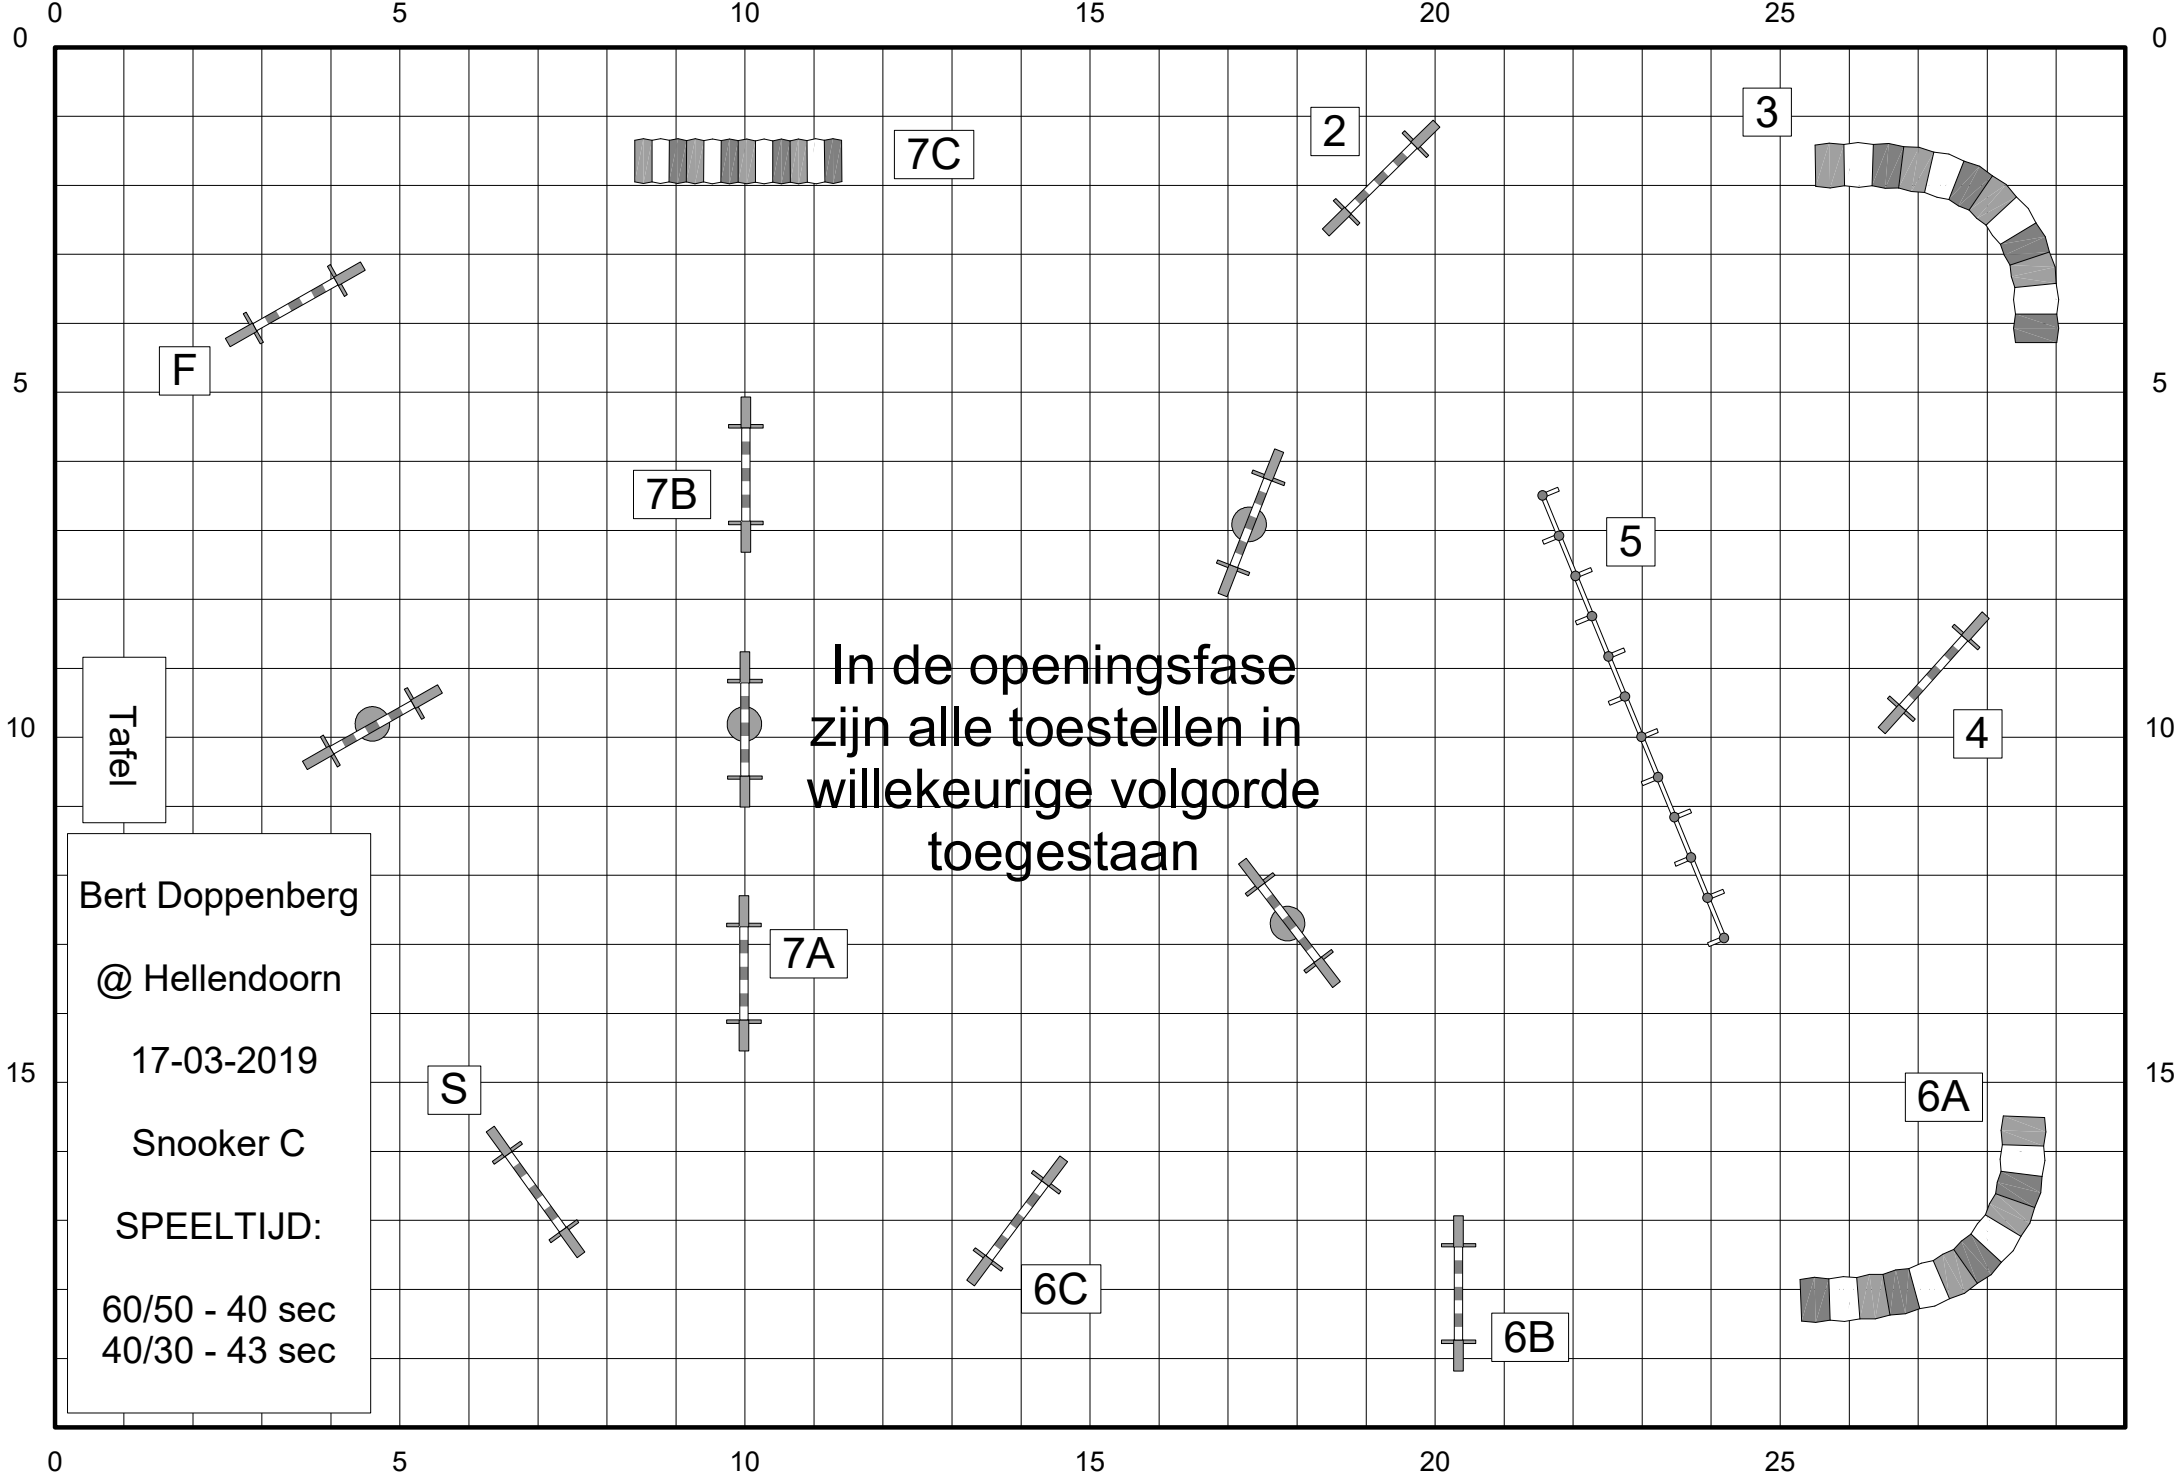 0 5 10 15 20 25
0 0
3
2
7C
F
5 5
7B
5
In de openingsfase
zijn alle toestellen in
willekeurige volgorde
toegestaan
Tafel
10 10
4
Bert Doppenberg
@ Hellendoorn
17-03-2019
Snooker C
SPEELTIJD:
60/50 - 40 sec
40/30 - 43 sec
7A
15 15
S
6A
6C
6B
0 5 10 15 20 25